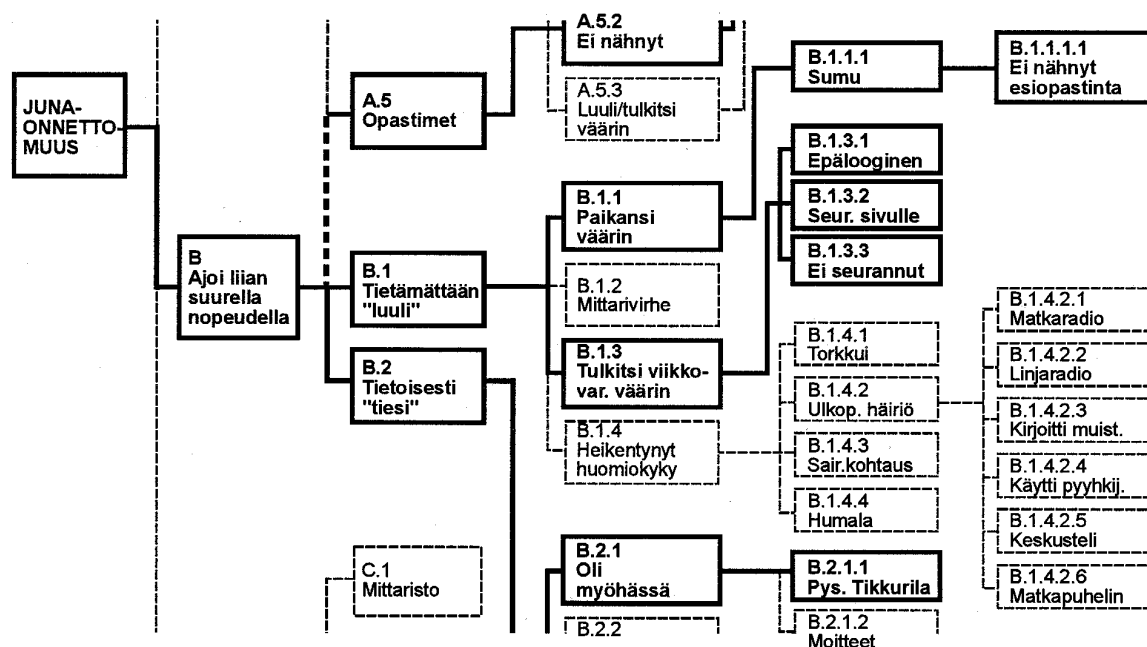 JUNA-
ONNETTO-
MUUS
B
Ajoi liian
suurella
nopeudella
A.5
Opastimet
B.1
Tietämättään
"luuli"
B.2
Tietoisesti
"tiesi"
C.1
Mittaristo
A.5.2
Ei nähnyt
A.5.3
Luuli/tulkitsi
väärin
B.1.1
Paikansi
väärin
B.1.2
Mittarivirhe
B.1.3
Tulkitsi viikko-
var. väärin
B.1.4
Heikentynyt
huomiokyky
B.2.1
Oli
myöhässä
B.2.2
B.1.1.1
Sumu
B.1.3.1
Epälooginen
B.1.3.2
Seur. sivulle
B.1.3.3
Ei seurannut
B.1.4.1
Torkkui
B.1.4.2
Ulkop. häiriö
B.1.4.3
Sair.kohtaus
B.1.4.4
Humala
B.2.1.1
Pys. Tikkurila
B.2.1.2
Moitteet
B.1.1.1.1
Ei nähnyt
esiopastinta
B.1.4.2.1
Matkaradio
B.1.4.2.2
Linjaradio
B.1.4.2.3
Kirjoitti muist.
B.1.4.2.4
Käytti pyyhkij.
B.1.4.2.5
Keskusteli
B.1.4.2.6
Matkapuhelin